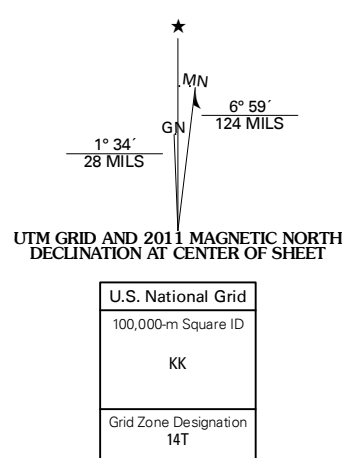 MN
GN
6° 59´
124 MILS
1° 34´
28 MILS
UTM GRID AND 2011 MAGNETIC NORTH
DECLINATION AT CENTER OF SHEET
U.S. National Grid
100,000-m Square ID
KK
Grid Zone Designation
14T